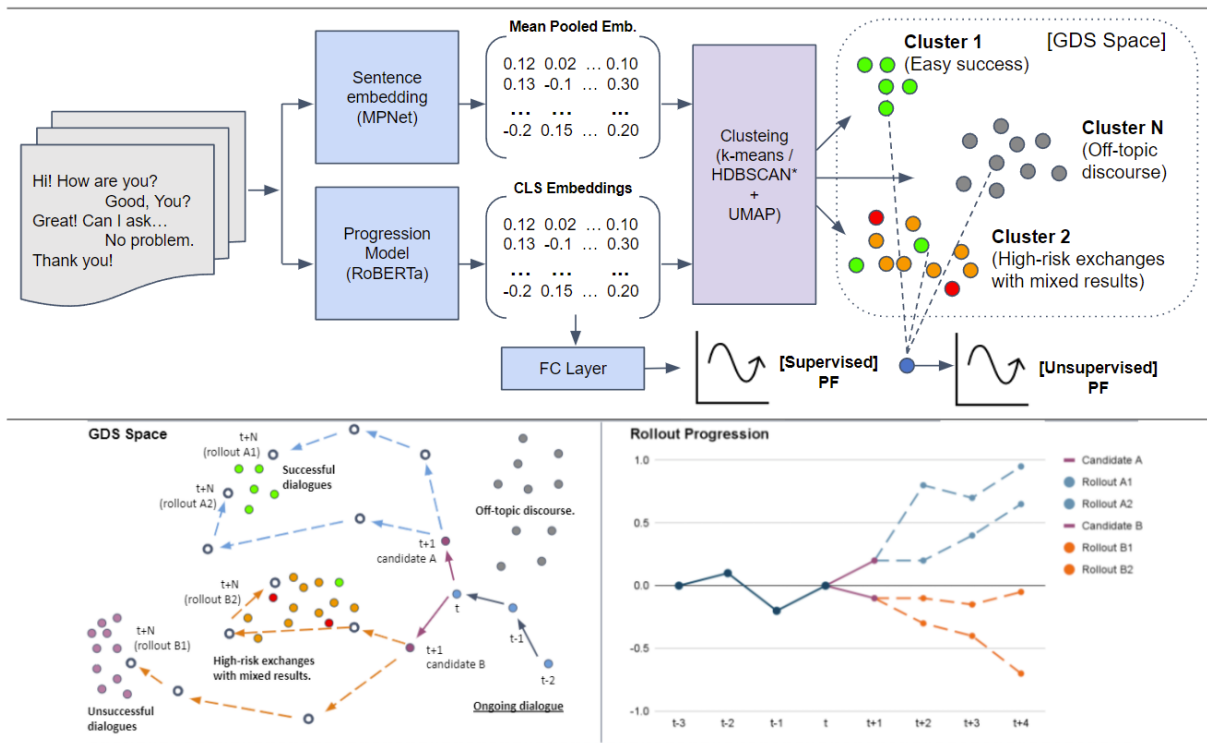 Hi! How are you?
Good, You?
Great! Can I ask…
No problem.
Thank you!
Sentence
embedding
(MPNet)
Progression
Model
(RoBERTa)
Mean Pooled Emb.
0.12 0.02 … 0.10
0.13 -0.1 … 0.30
... ...
-0.2 0.15 … 0.20
CLS Embeddings
0.12 0.02 … 0.10
0.13 -0.1 … 0.30
... ...
-0.2 0.15 … 0.20
FC Layer
Clusteing
(k-means /
HDBSCAN*
+
UMAP)
[Supervised]
PF
[GDS Space]
Cluster 1
(Easy success)
Cluster N
(Off-topic
discourse)
Cluster 2
(High-risk exchanges
with mixed results)
[Unsupervised]
PF
GDS Space
t+N
(rollout A1)
Successful
dialogues
t+N
(rollout A2)
Off-topic discourse.
t+1
candidate A
t+N
(rollout B2)
t
t-1
t+N
(rollout B1)
High-risk exchanges
with mixed results.
t+1
candidate B
t-2
Unsuccessful
dialogues
Ongoing dialogue
Rollout Progression
1.0
0.5
0.0
-0.5
-1.0
t-3 t-2 t-1 t t+1 t+2 t+3 t+4
Candidate A
Rollout A1
Rollout A2
Candidate B
Rollout B1
Rollout B2